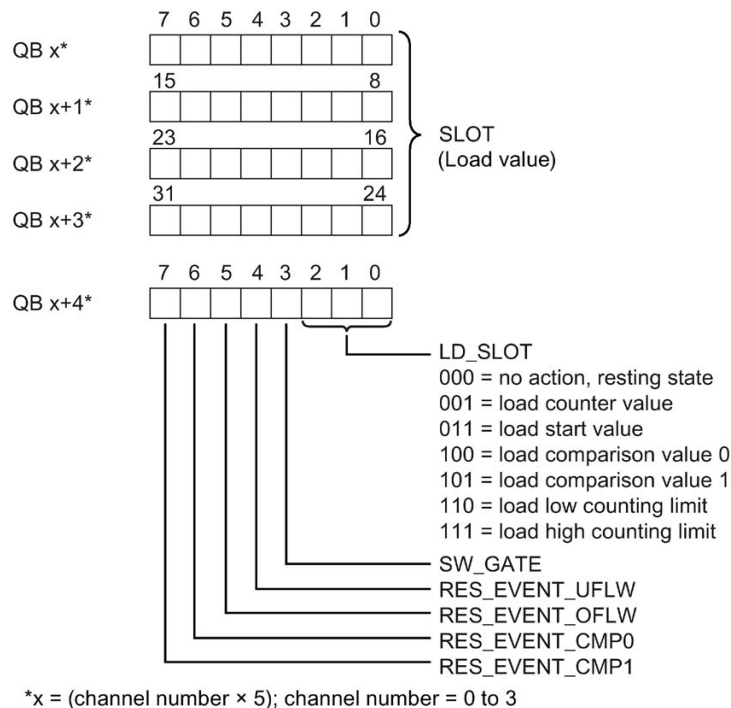 7 6 5 4 3 2 1 0
QB x*
15 8
QB x+1*
23 16
QB x+2*
31 24
QB x+3*
SLOT
(Load value)
7 6 5 4 3 2 1 0
QB x+4*
LD_SLOT
000 = no action, resting state
001 = load counter value
011 = load start value
100 = load comparison value 0
101 = load comparison value 1
110 = load low counting limit
111 = load high counting limit
SW_GATE
RES_EVENT_UFLW
RES_EVENT_OFLW
RES_EVENT_CMP0
RES_EVENT_CMP1
*x = (channel number × 5); channel number = 0 to 3